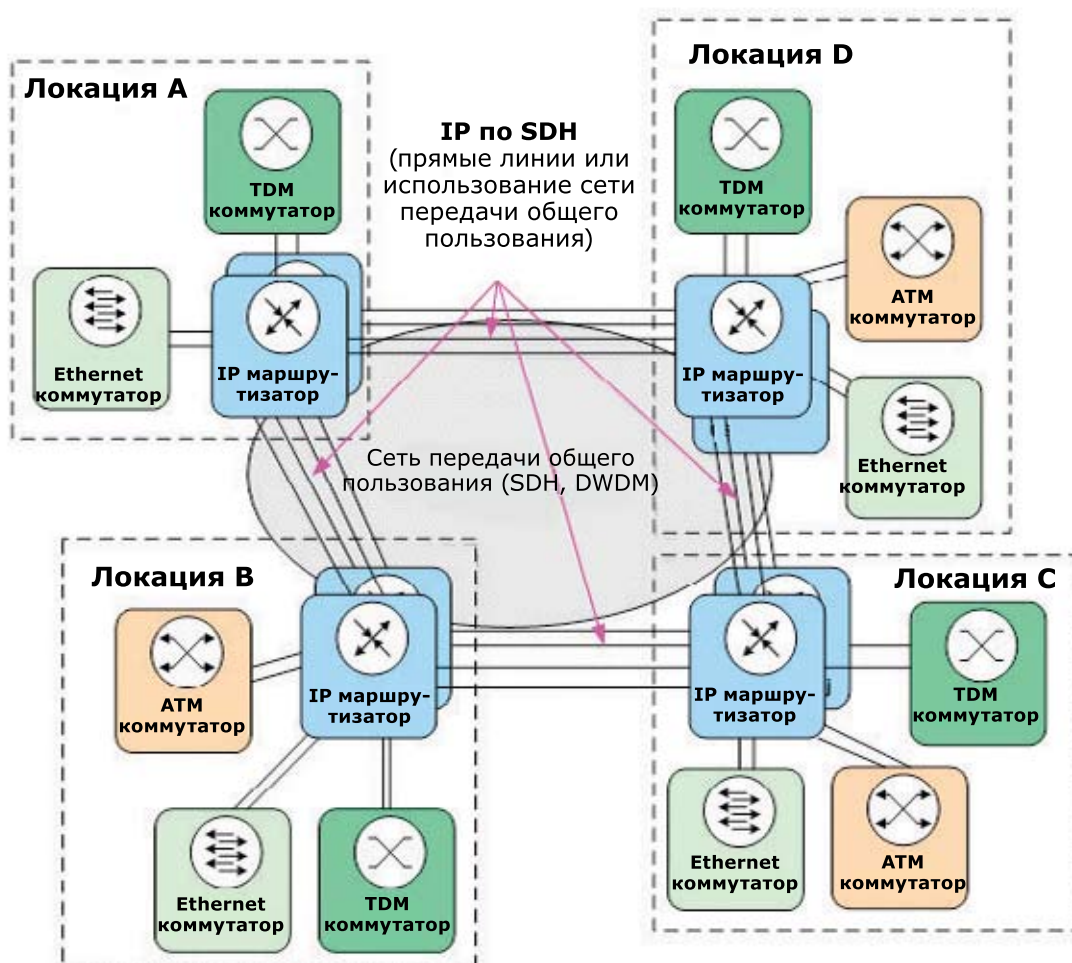 Локация A
TDM
коммутатор
Ethernet
коммутатор
IP маршру-
тизатор
IP по SDH
(прямые линии или
использование сети
передачи общего
пользования)
Локация D
TDM
коммутатор
ATM
коммутатор
IP маршру-
тизатор
Ethernet
коммутатор
Сеть передачи общего
пользования (SDH, DWDM)
Локация B
ATM
коммутатор
IP маршру-
тизатор
Ethernet
коммутатор
TDM
коммутатор
Локация C
IP маршру-
тизатор
TDM
коммутатор
Ethernet
коммутатор
ATM
коммутатор